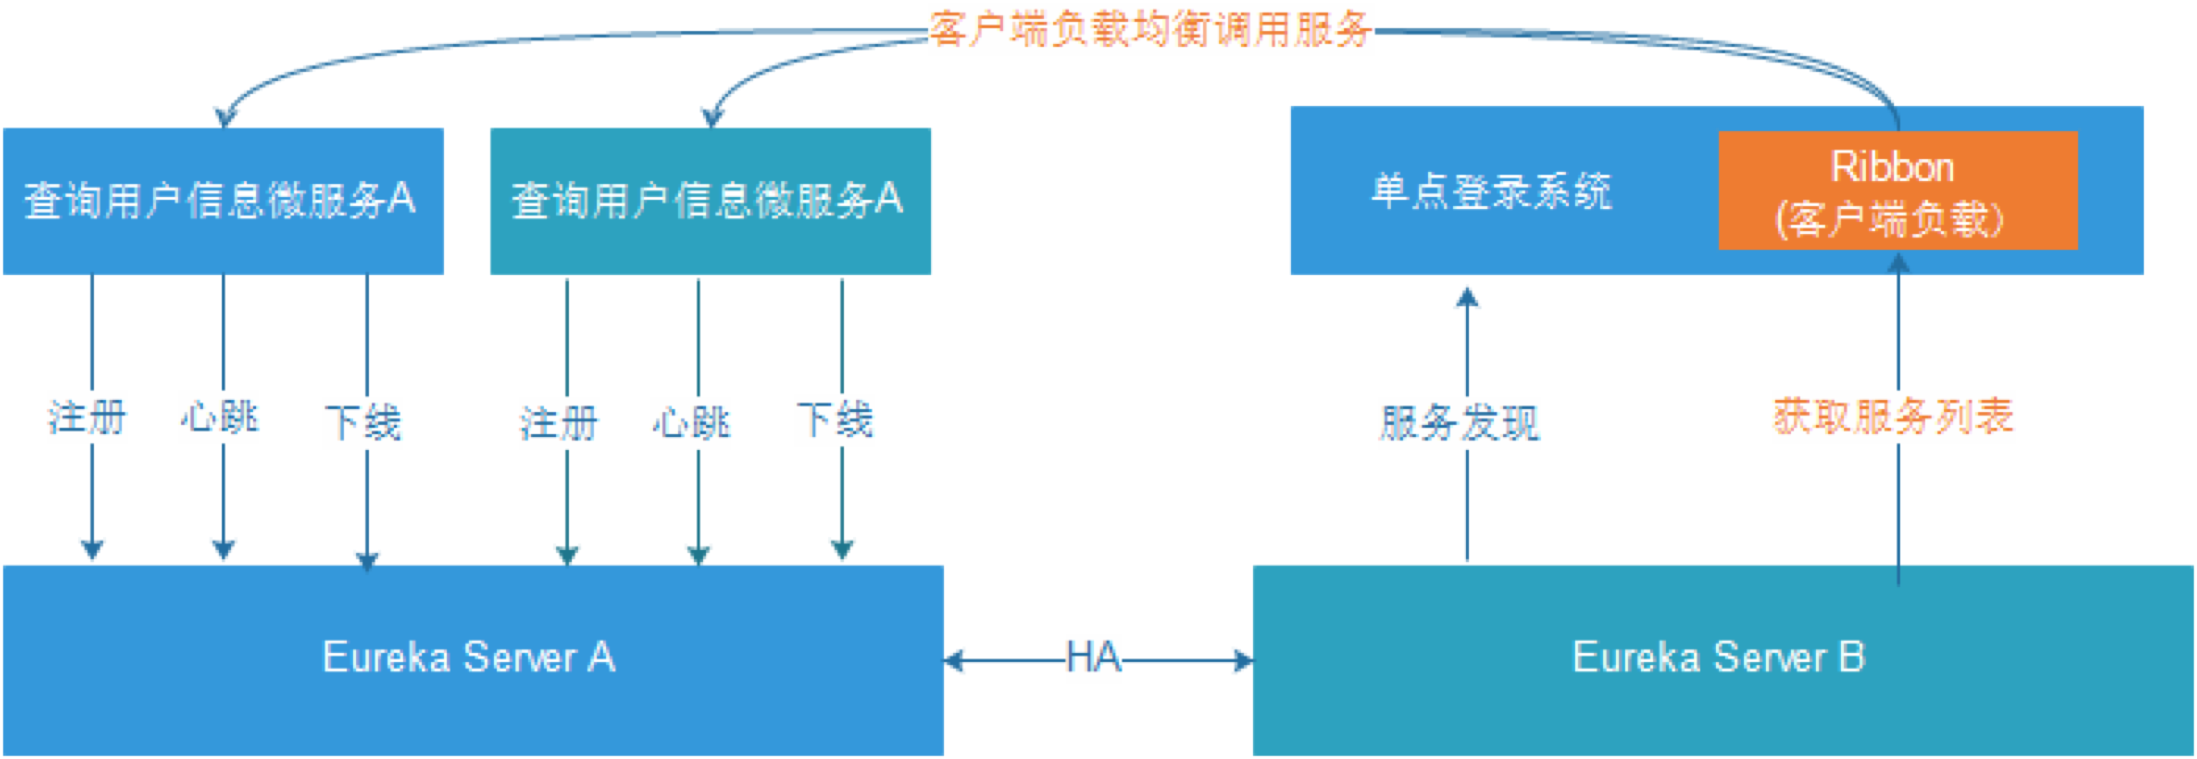 客户端负载均衡调用服务
查询用户信息微服务A
查询用户信息微服务A
单点登录系统
Ribbon
(客户端负载)
注册
心跳
下线
注册
心跳
下线
服务发现
获取服务列表
Eureka Server A
HA
Eureka Server B